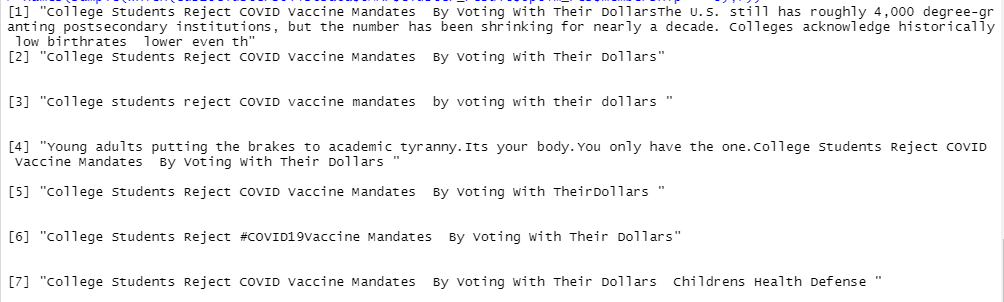 [1] "College Students Reject COVID Vaccine Mandates  By Voting With Their DollarsThe U.S. still has roughly 4,000 degree-gr
anting postsecondary institutions, but the number has been shrinking for nearly a decade. Colleges acknowledge historically
 low birthrates  lower even th"
[2] "College Students Reject COVID Vaccine Mandates  By Voting With Their Dollars"
[3] "College students reject COVID vaccine mandates  by voting with their dollars "
[4] "Young adults putting the brakes to academic tyranny.Its your body.You only have the one.College Students Reject COVID
 Vaccine Mandates  By Voting With Their Dollars "
[5] "College Students Reject COVID Vaccine Mandates  By Voting With TheirDollars "
[6] "College Students Reject #COVID19Vaccine Mandates  By Voting With Their Dollars"
[7] "College Students Reject COVID Vaccine Mandates  By Voting With Their Dollars  Childrens Health Defense "